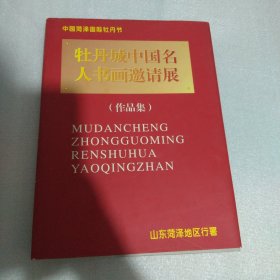 中国菏泽国际牡丹节
牡丹城中国名
人书画邀请展
(作品集)
MUDANCHENG
ZHONGGUOMING
RENSHUHUA
YAOQINGZHAN
山东菏泽地区行署